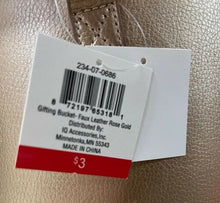 234-07-0686
8 72197 65318 1
Gifting Bucket- Faux Leather Rose Gold
Distributed By:
IQ Accessories,Inc.
Minnetonka,MN 55343
MADE IN CHINA
$3